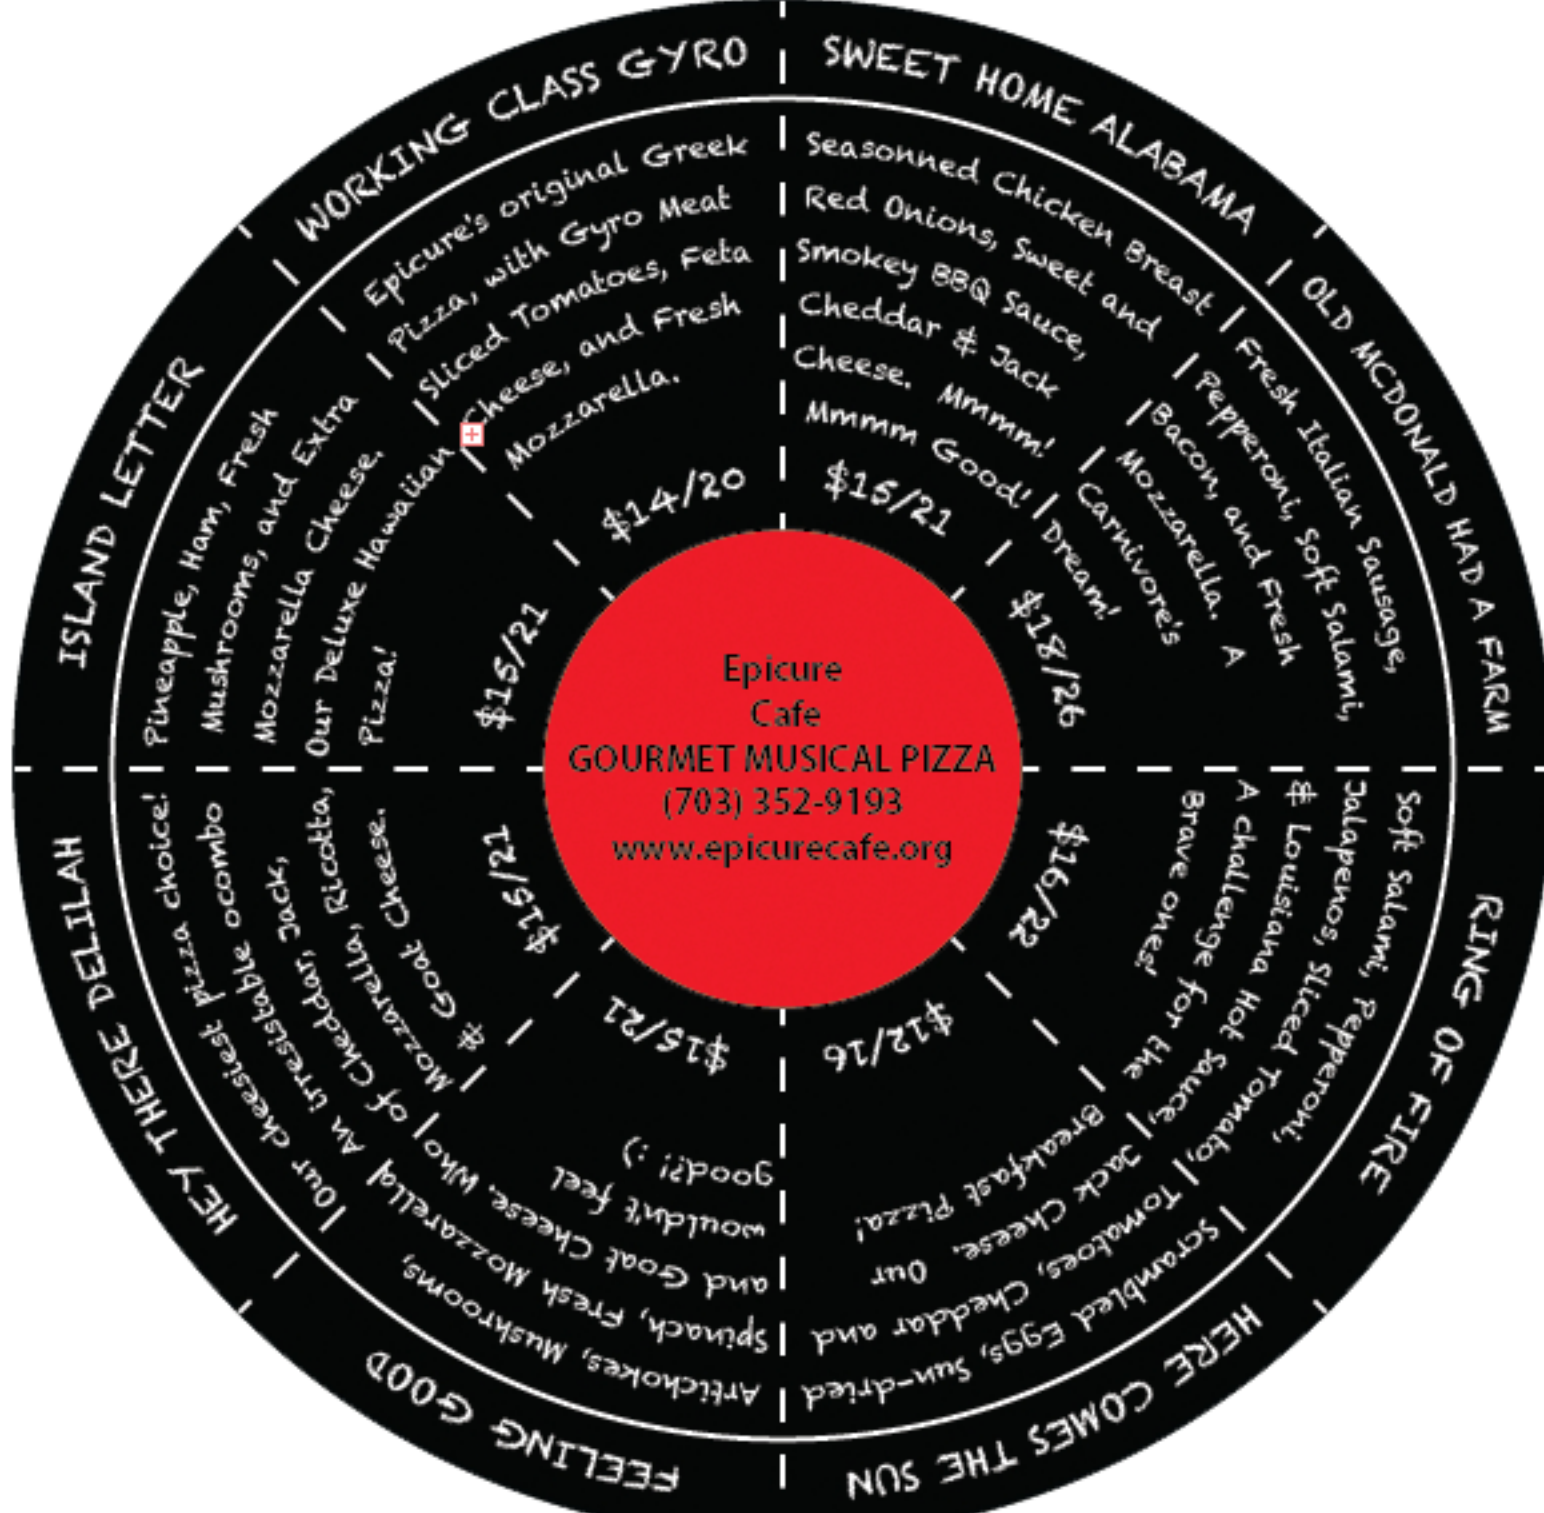 SWEET HOME ALABAMA
Seasonned Chicken Breast
Red Onions, Sweet and
Smokey BBQ Sauce,
Cheddar & Jack
Cheese. Mmmm!
Mmmm Good!
$15/21
OLD MCDONALD HAD A FARM
Fresh Italian Sausage,
Pepperoni, Soft Salami,
Bacon, and Fresh
Mozzarella. A
Carnivore's
Dream!
$18/26
RING OF FIRE
Soft Salami, Pepperoni,
Jalapenos, Sliced Tomato,
& Louisiana Hot Sauce,
A challenge for the
Brave ones!
$16/22
HERE COMES THE SUN
Scrambled Eggs, Sun-dried
Tomatoes, Cheddar and
Jack Cheese. Our
Breakfast Pizza!
$12/16
FEELING GOOD
Artichokes, Mushrooms,
Spinach, Fresh Mozzarella
and Goat Cheese. Who
wouldn't feel
good?! :)
$15/21
HEY THERE DELILAH
Our cheesiest pizza choice!
An irresistable ocombo
of Cheddar, Jack,
Mozzarella, Ricotta,
& Goat Cheese.
$15/21
ISLAND LETTER
Pineapple, Ham, Fresh
Mushrooms, and Extra
Mozzarella Cheese.
Our Deluxe Hawaiian
Pizza!
$15/21
WORKING CLASS GYRO
Epicure's original Greek
Pizza, with Gyro Meat
Sliced Tomatoes, Feta
Cheese, and Fresh
Mozzarella.
$14/20
Epicure
Cafe
GOURMET MUSICAL PIZZA
(703) 352-9193
www.epicurecafe.org